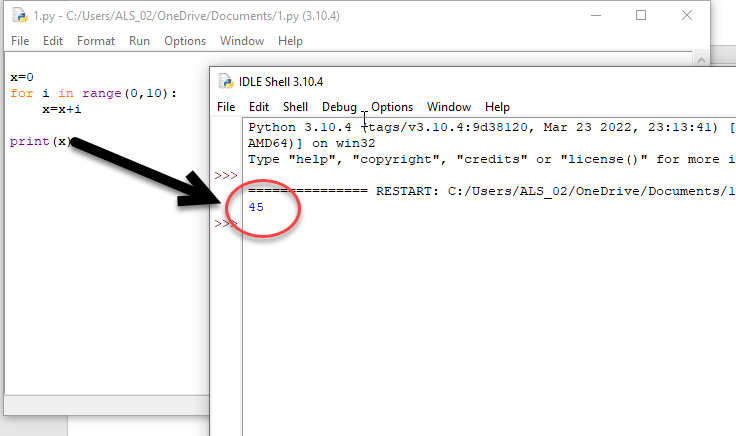 1.py - C:/Users/ALS_02/OneDrive/Documents/1.py (3.10.4)
File Edit Format Run Options Window Help
x=0
for i in range(0,10):
    x=x+i
print(x)
IDLE Shell 3.10.4
File Edit Shell Debug Options Window Help
Python 3.10.4 (tags/v3.10.4:9d38120, Mar 23 2022, 23:13:41) [
AMD64)] on win32
Type "help", "copyright", "credits" or "license()" for more i
>>>
=============== RESTART: C:/Users/ALS_02/OneDrive/Documents/1
45
>>>